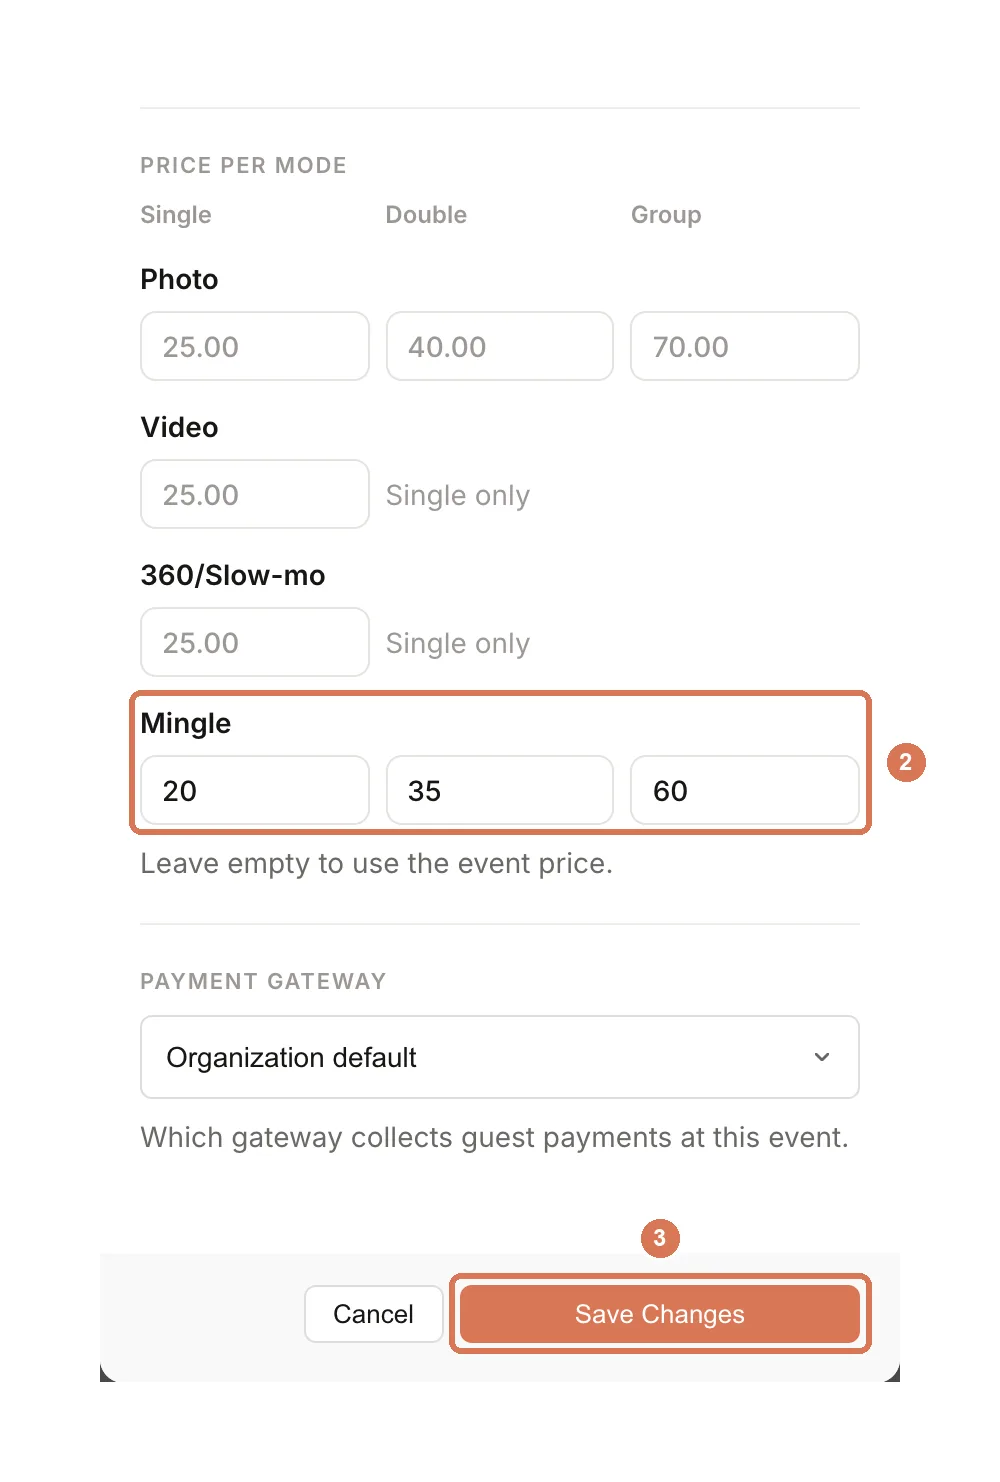 PRICE PER MODE
Single Double Group
Photo
25.00 40.00 70.00
Video
25.00 Single only
360/Slow-mo
25.00 Single only
Mingle
20 35 60
2
Leave empty to use the event price.
PAYMENT GATEWAY
Organization default
Which gateway collects guest payments at this event.
3
Cancel Save Changes